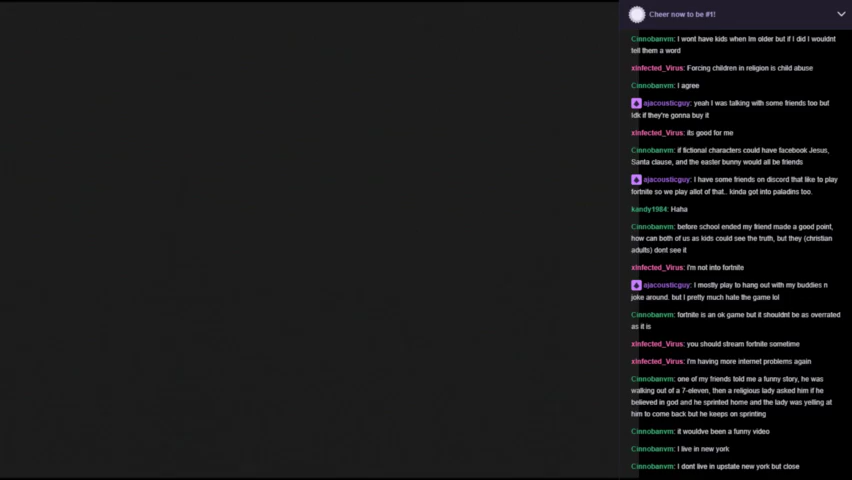 Cheer now to be #1!
Cinnobanvm: I wont have kids when Im older but if I did I wouldnt
tell them a word
xInfected_Virus: Forcing children in religion is child abuse
Cinnobanvm: I agree
ajacousticguy: yeah I was talking with some friends too but
Idk if they're gonna buy it
xInfected_Virus: its good for me
Cinnobanvm: if fictional characters could have facebook Jesus,
Santa clause, and the easter bunny would all be friends
ajacousticguy: I have some friends on discord that like to play
fortnite so we play allot of that.. kinda got into paladins too.
kandy1984: Haha
Cinnobanvm: before school ended my friend made a good point,
how can both of us as kids could see the truth, but they (christian
adults) dont see it
xInfected_Virus: i'm not into fortnite
ajacousticguy: I mostly play to hang out with my buddies n
joke around. but I pretty much hate the game lol
Cinnobanvm: fortnite is an ok game but it shouldnt be as overrated
as it is
xInfected_Virus: you should stream fortnite sometime
xInfected_Virus: i'm having more internet problems again
Cinnobanvm: one of my friends told me a funny story, he was
walking out of a 7-eleven, then a religious lady asked him if he
believed in god and he sprinted home and the lady was yelling at
him to come back but he keeps on sprinting
Cinnobanvm: it wouldve been a funny video
Cinnobanvm: I live in new york
Cinnobanvm: I dont live in upstate new york but close